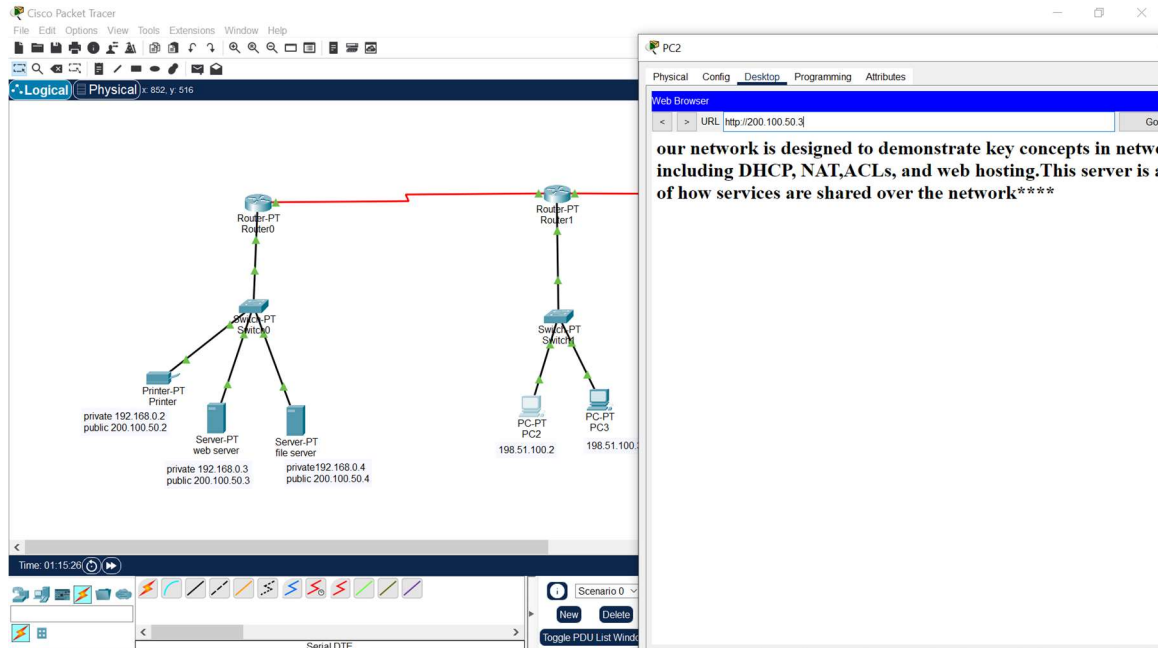 Cisco Packet Tracer
File Edit Options View Tools Extensions Window Help
Logical Physical x: 852, y: 516
Router-PT
Router0
Router-PT
Router1
Switch-PT
Switch0
Switch-PT
Switch1
Printer-PT
Printer
private 192.168.0.2
public 200.100.50.2
Server-PT
web server
private 192.168.0.3
public 200.100.50.3
Server-PT
file server
private192.168.0.4
public 200.100.50.4
PC-PT
PC2
198.51.100.2
PC-PT
PC3
198.51.100.
Time: 01:15:26
Scenario 0
New Delete
Toggle PDU List Windo
Serial DTE
PC2
Physical Config Desktop Programming Attributes
Web Browser
< > URL http://200.100.50.3 Go
our network is designed to demonstrate key concepts in netwo
including DHCP, NAT,ACLs, and web hosting.This server is a
of how services are shared over the network****